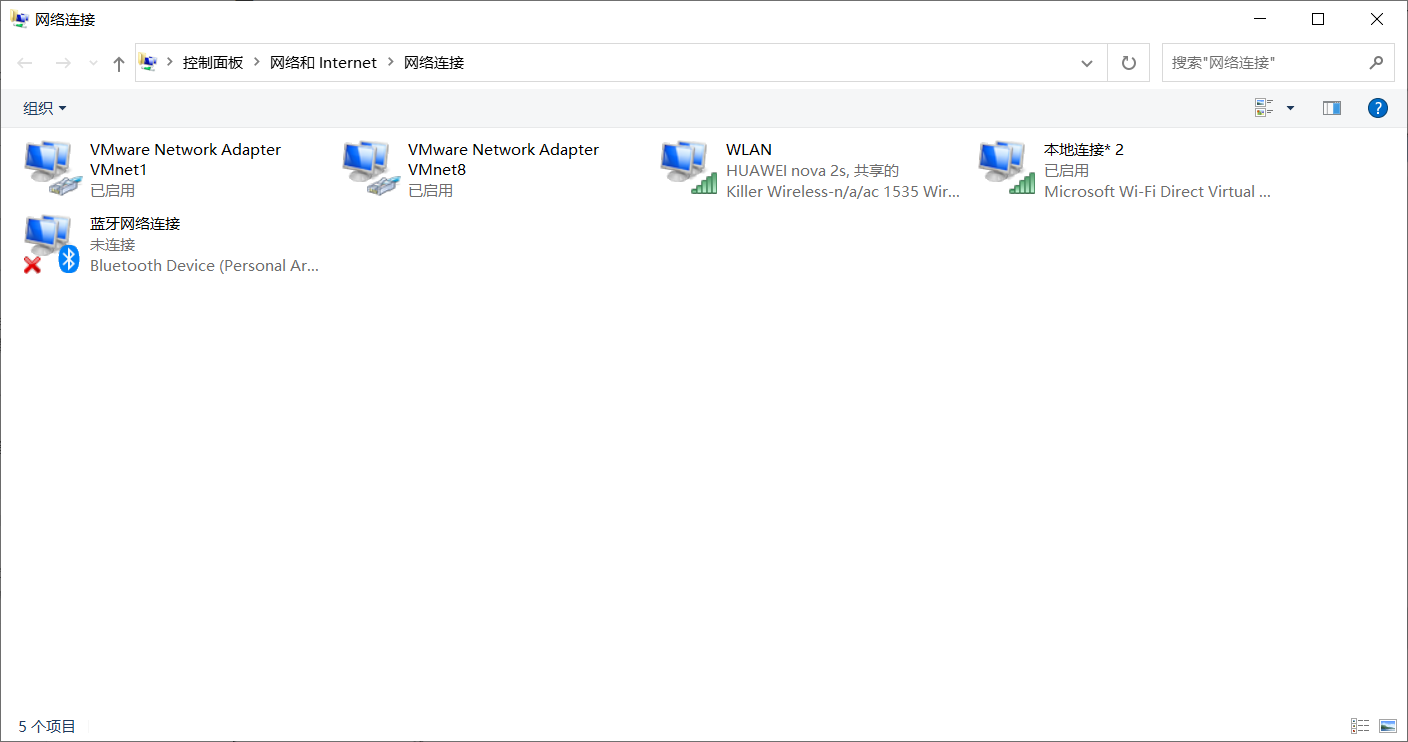 网络连接
控制面板 网络和 Internet 网络连接
搜索"网络连接"
组织
VMware Network Adapter
VMnet1
已启用
VMware Network Adapter
VMnet8
已启用
WLAN
HUAWEI nova 2s, 共享的
Killer Wireless-n/a/ac 1535 Wir...
本地连接* 2
已启用
Microsoft Wi-Fi Direct Virtual ...
蓝牙网络连接
未连接
Bluetooth Device (Personal Ar...
5 个项目